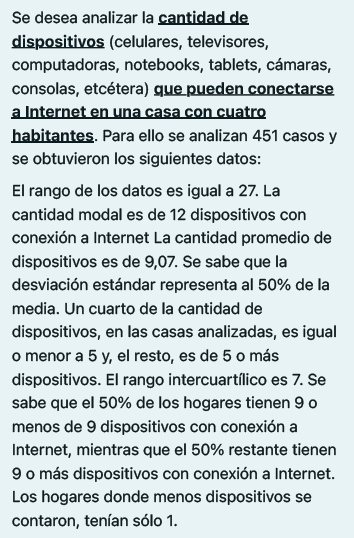 Se desea analizar la cantidad de
dispositivos (celulares, televisores,
computadoras, notebooks, tablets, cámaras,
consolas, etcétera) que pueden conectarse
a Internet en una casa con cuatro
habitantes. Para ello se analizan 451 casos y
se obtuvieron los siguientes datos:
El rango de los datos es igual a 27. La
cantidad modal es de 12 dispositivos con
conexión a Internet La cantidad promedio de
dispositivos es de 9,07. Se sabe que la
desviación estándar representa al 50% de la
media. Un cuarto de la cantidad de
dispositivos, en las casas analizadas, es igual
o menor a 5 y, el resto, es de 5 o más
dispositivos. El rango intercuartílico es 7. Se
sabe que el 50% de los hogares tienen 9 o
menos de 9 dispositivos con conexión a
Internet, mientras que el 50% restante tienen
9 o más dispositivos con conexión a Internet.
Los hogares donde menos dispositivos se
contaron, tenían sólo 1.